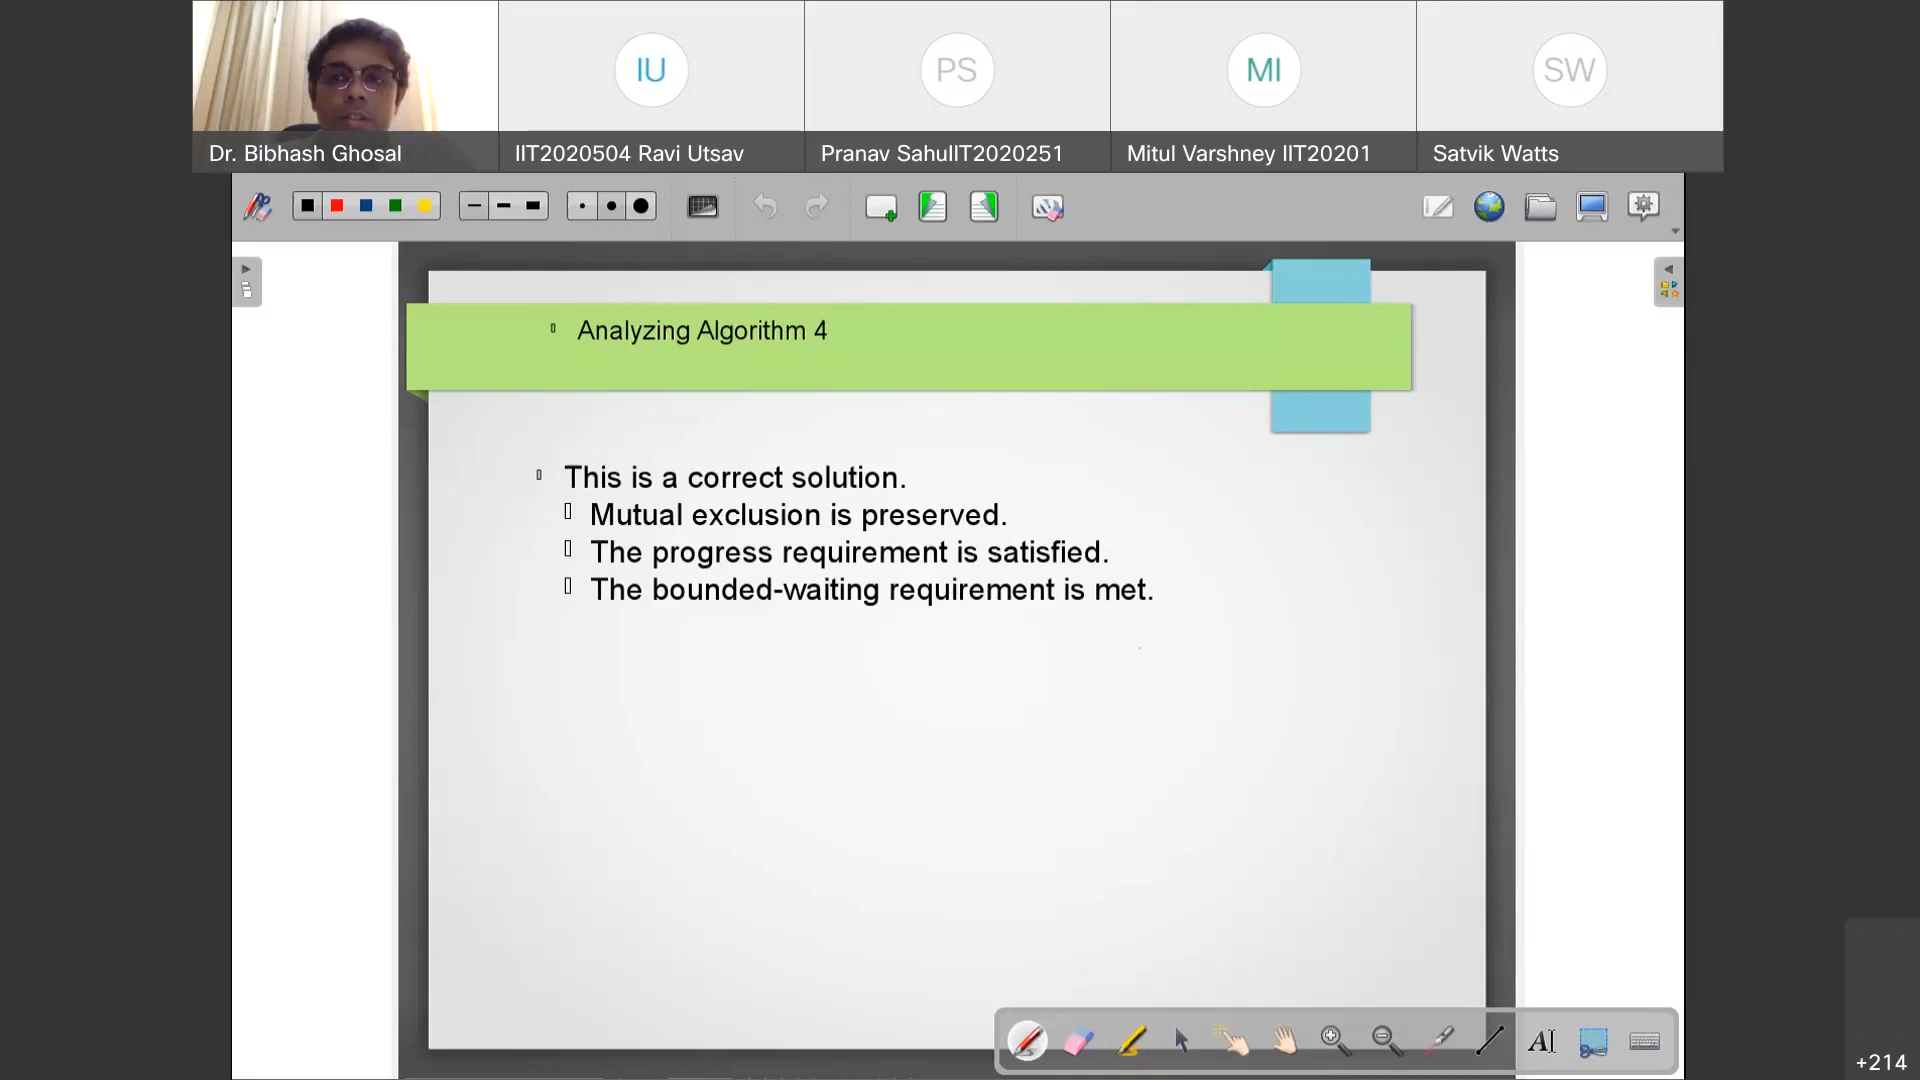 IU
PS
MI
SW
Dr. Bibhash Ghosal
IIT2020504 Ravi Utsav
Pranav SahuIIT2020251
Mitul Varshney IIT20201
Satvik Watts
Analyzing Algorithm 4
This is a correct solution.
Mutual exclusion is preserved.
The progress requirement is satisfied.
The bounded-waiting requirement is met.
AI
+214